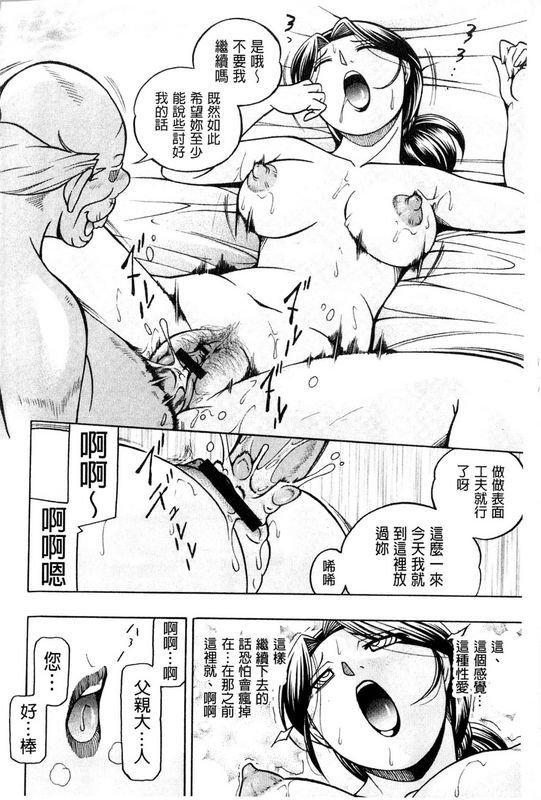 是哦～
不要我
繼續嗎
既然如此
希望妳至少
能說些討好
我的話
做做表面
工夫就行
了呀
這麼一來
今天我就
到這裡放
過妳
唏
啊啊～
啊啊嗯
這、
這個感覺…
這種性愛
這樣
繼續下去的
話恐怕會瘋掉
在…在那之前
這裡就、啊啊
啊啊…啊
父親大…人
您…
好…棒